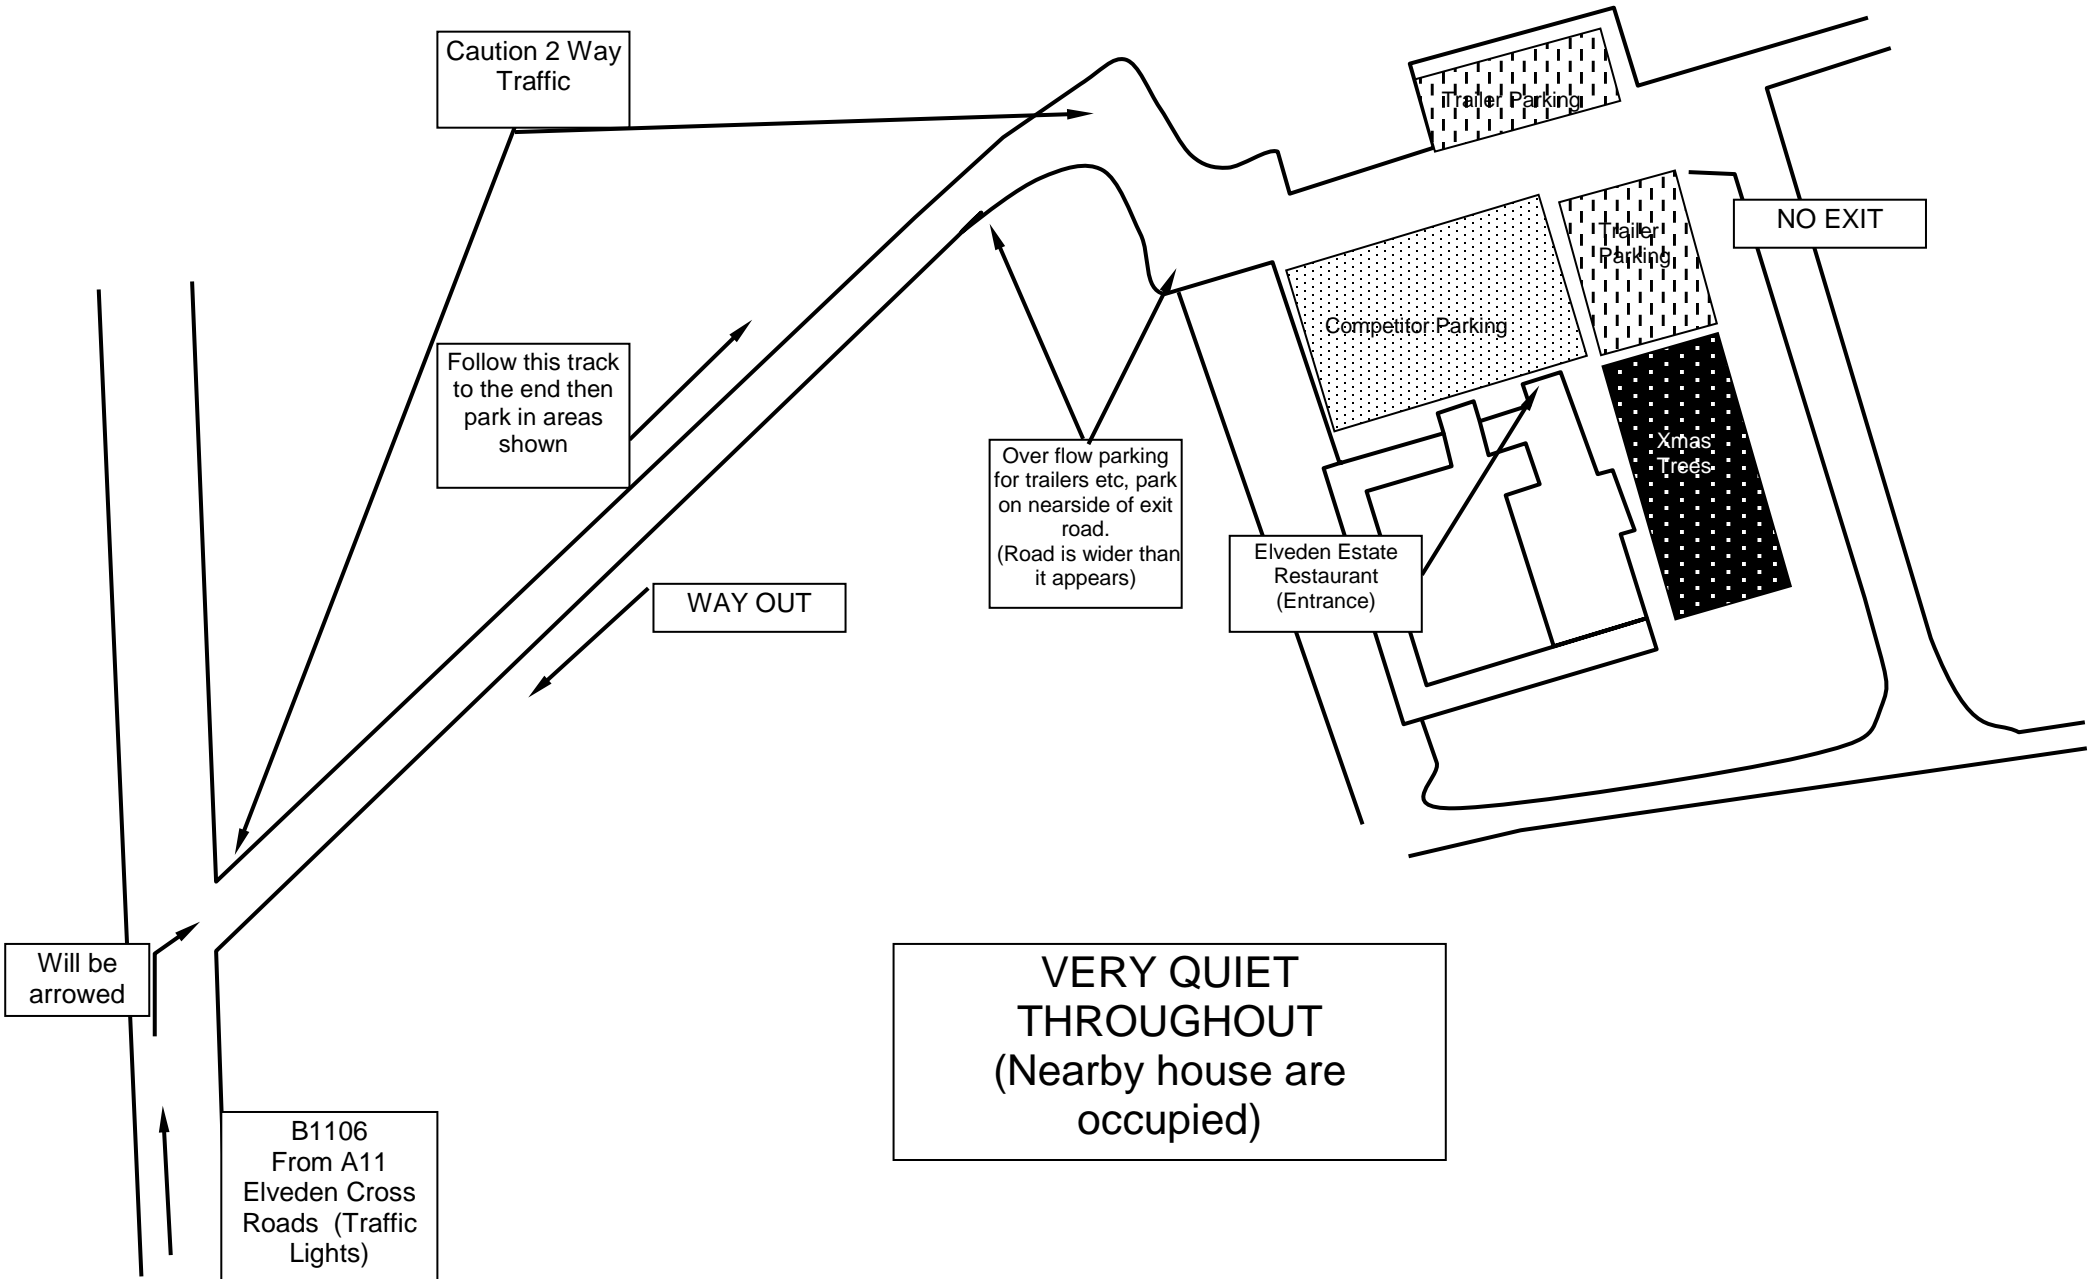 Caution 2 Way
Traffic
Trailer Parking
NO EXIT
Trailer
Parking
Competitor Parking
Follow this track
to the end then
park in areas
shown
Over flow parking
for trailers etc, park
on nearside of exit
road.
(Road is wider than
it appears)
Xmas
Trees
Elveden Estate
Restaurant
(Entrance)
WAY OUT
Will be
arrowed
VERY QUIET
THROUGHOUT
(Nearby house are
occupied)
B1106
From A11
Elveden Cross
Roads (Traffic
Lights)